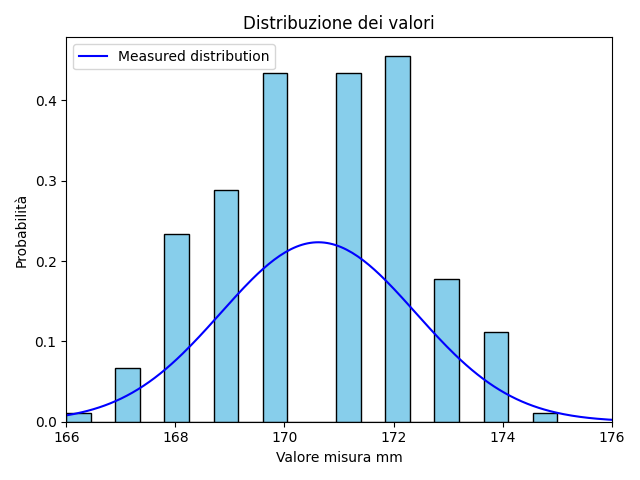 Distribuzione dei valori
Measured distribution
Probabilità
0.4
0.3
0.2
0.1
0.0
166 168 170 172 174 176
Valore misura mm